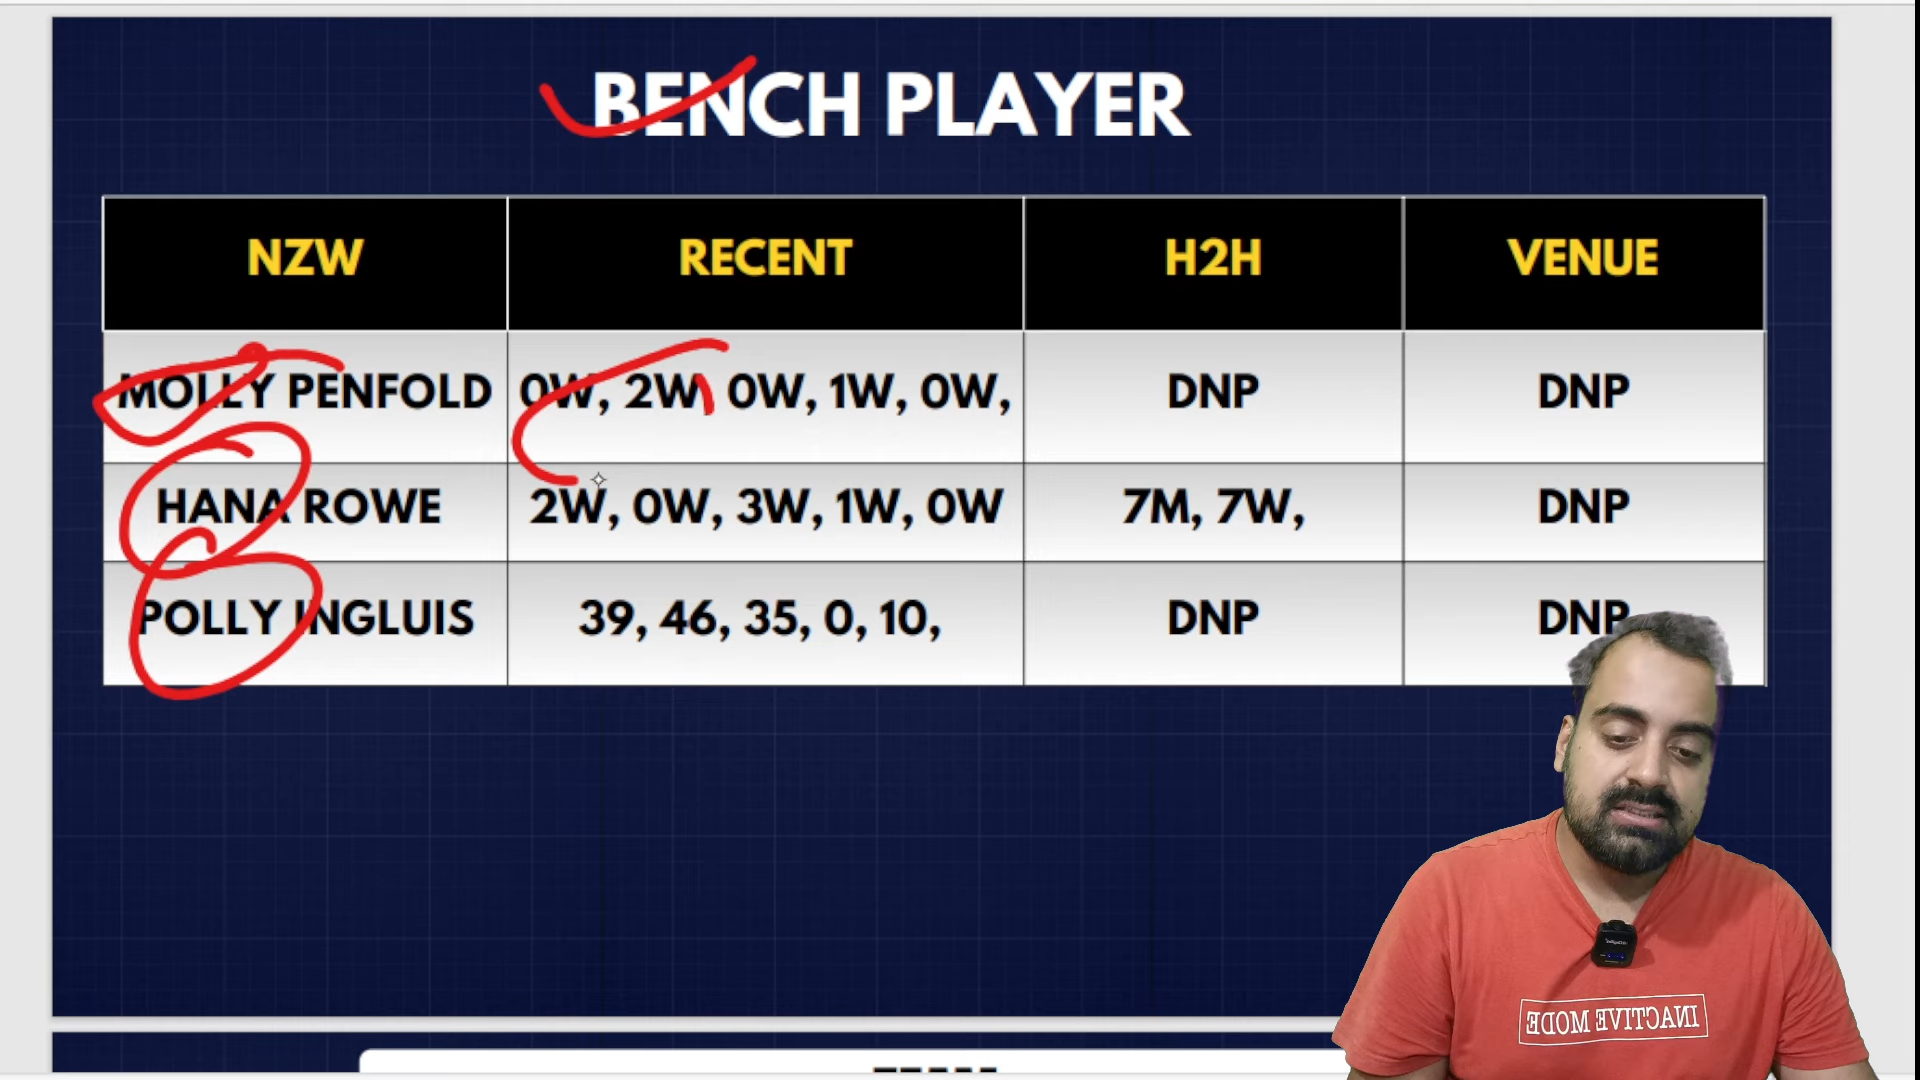 BENCH PLAYER
NZW RECENT H2H VENUE
MOLLY PENFOLD 0W, 2W, 0W, 1W, 0W, DNP DNP
HANA ROWE 2W, 0W, 3W, 1W, 0W 7M, 7W, DNP
POLLY INGLUIS 39, 46, 35, 0, 10, DNP DNP
INACTIVE MODE